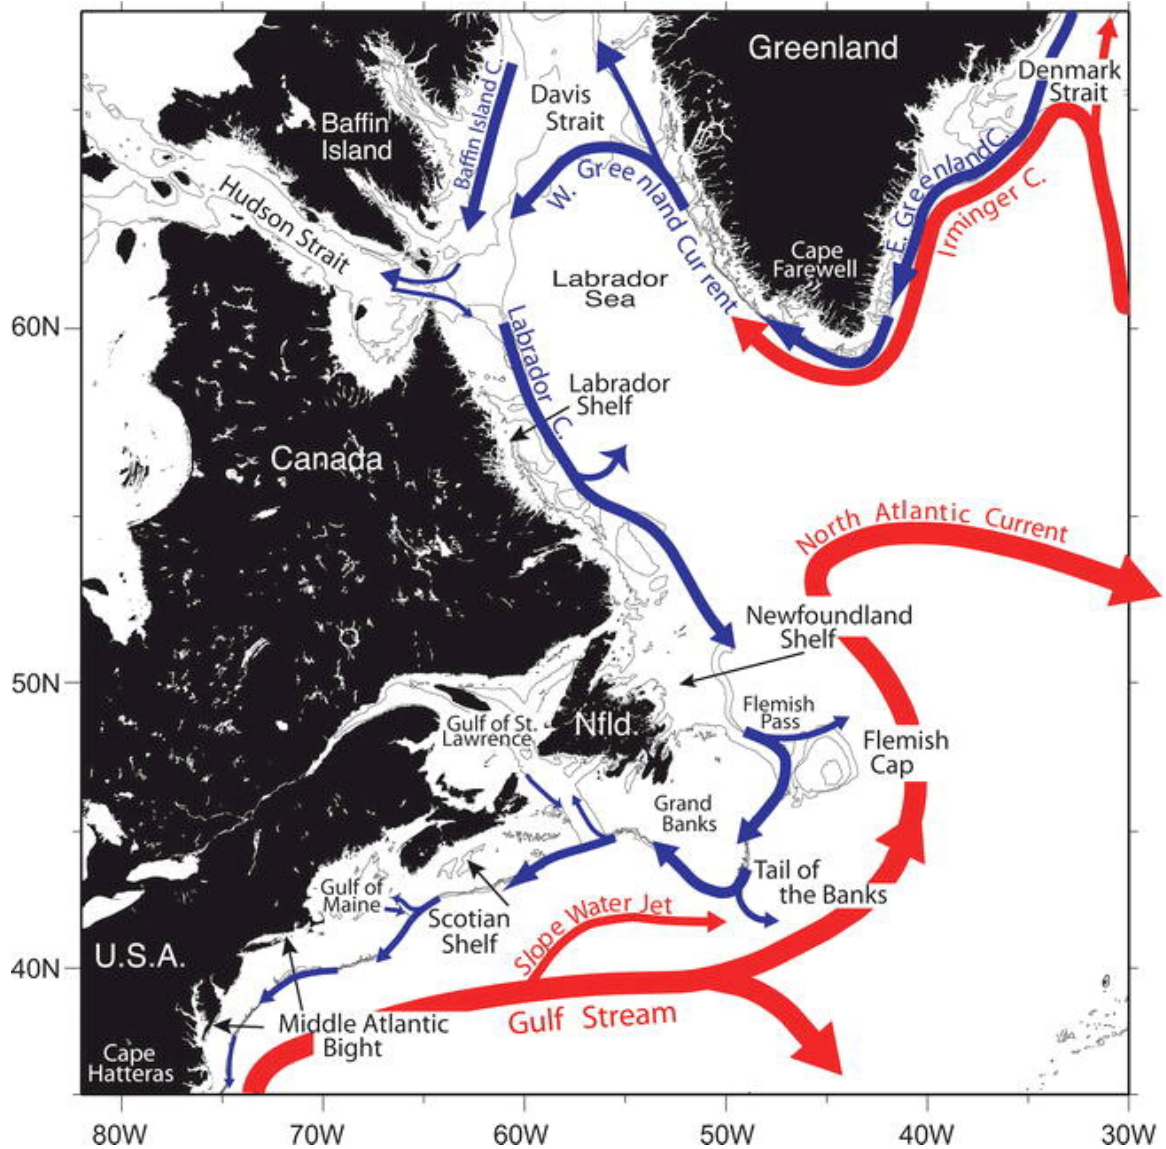 Greenland
Denmark
Strait
Baffin Island C.
Davis
Strait
Baffin
Island
W. Greenland Current
E. Greenland C.
Irminger C.
Hudson Strait
Cape
Farewell
Labrador
Sea
60N
Labrador C.
Labrador
Shelf
Canada
North Atlantic Current
Newfoundland
Shelf
50N
Flemish
Pass
Gulf of St.
Lawrence
Nfld.
Flemish
Cap
Grand
Banks
Tail of
the Banks
Gulf of
Maine
Scotian
Shelf
Slope Water Jet
U.S.A.
40N
Gulf Stream
Middle Atlantic
Bight
Cape
Hatteras
80W 70W 60W 50W 40W 30W